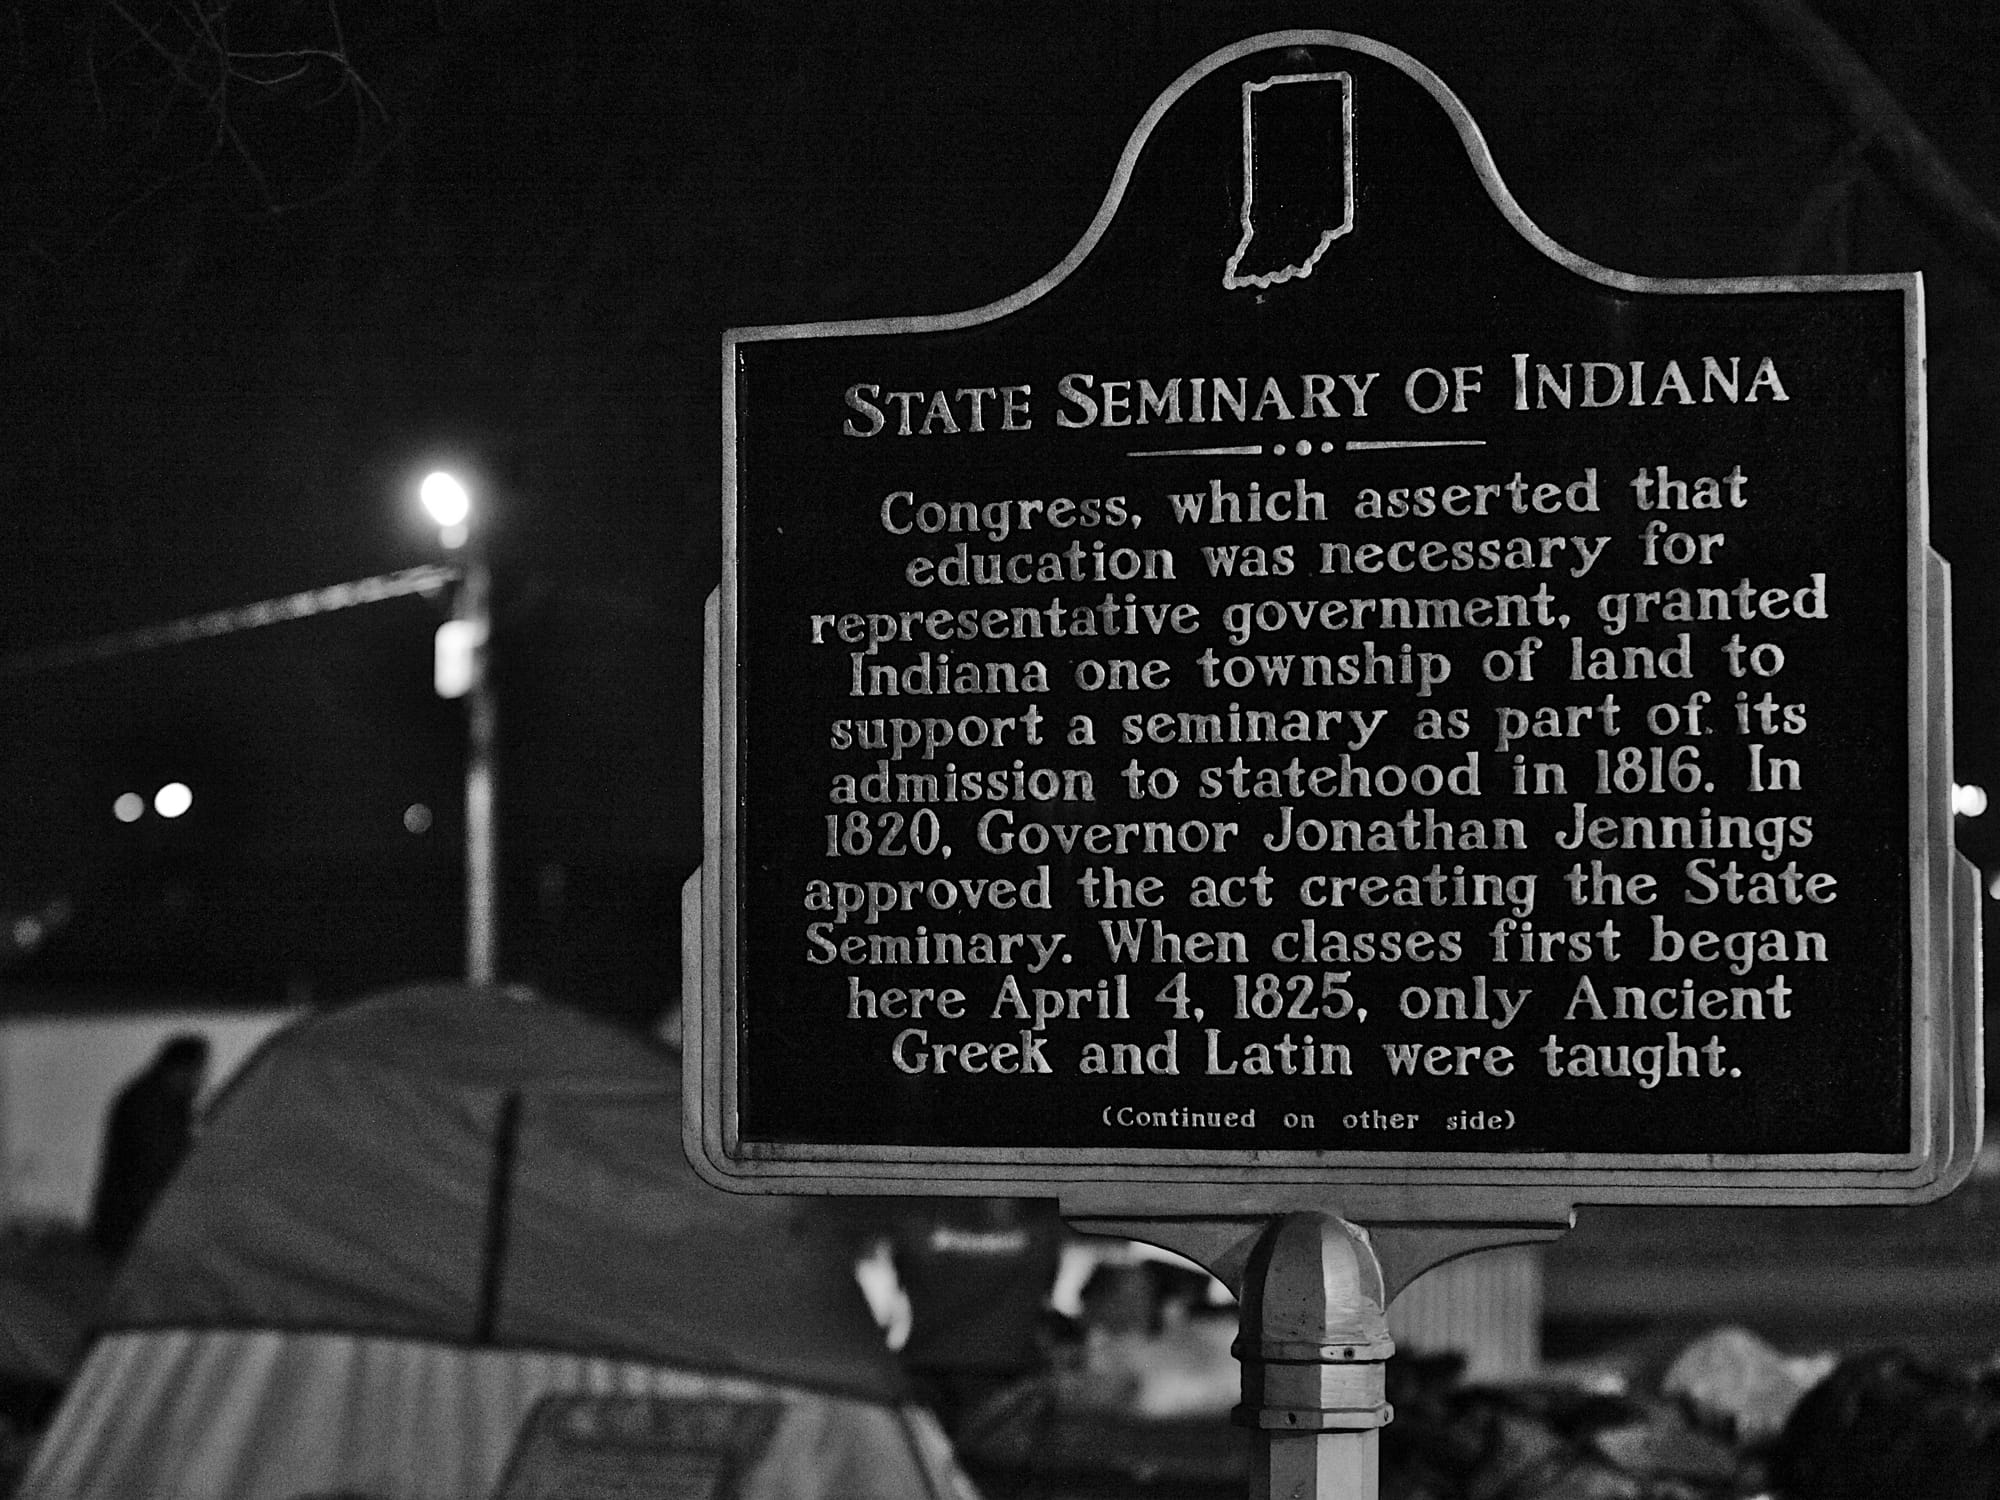 STATE SEMINARY OF INDIANA
Congress, which asserted that
education was necessary for
representative government, granted
Indiana one township of land to
support a seminary as part of its
admission to statehood in 1816. In
1820, Governor Jonathan Jennings
approved the act creating the State
Seminary. When classes first began
here April 4, 1825, only Ancient
Greek and Latin were taught.
(Continued on other side)